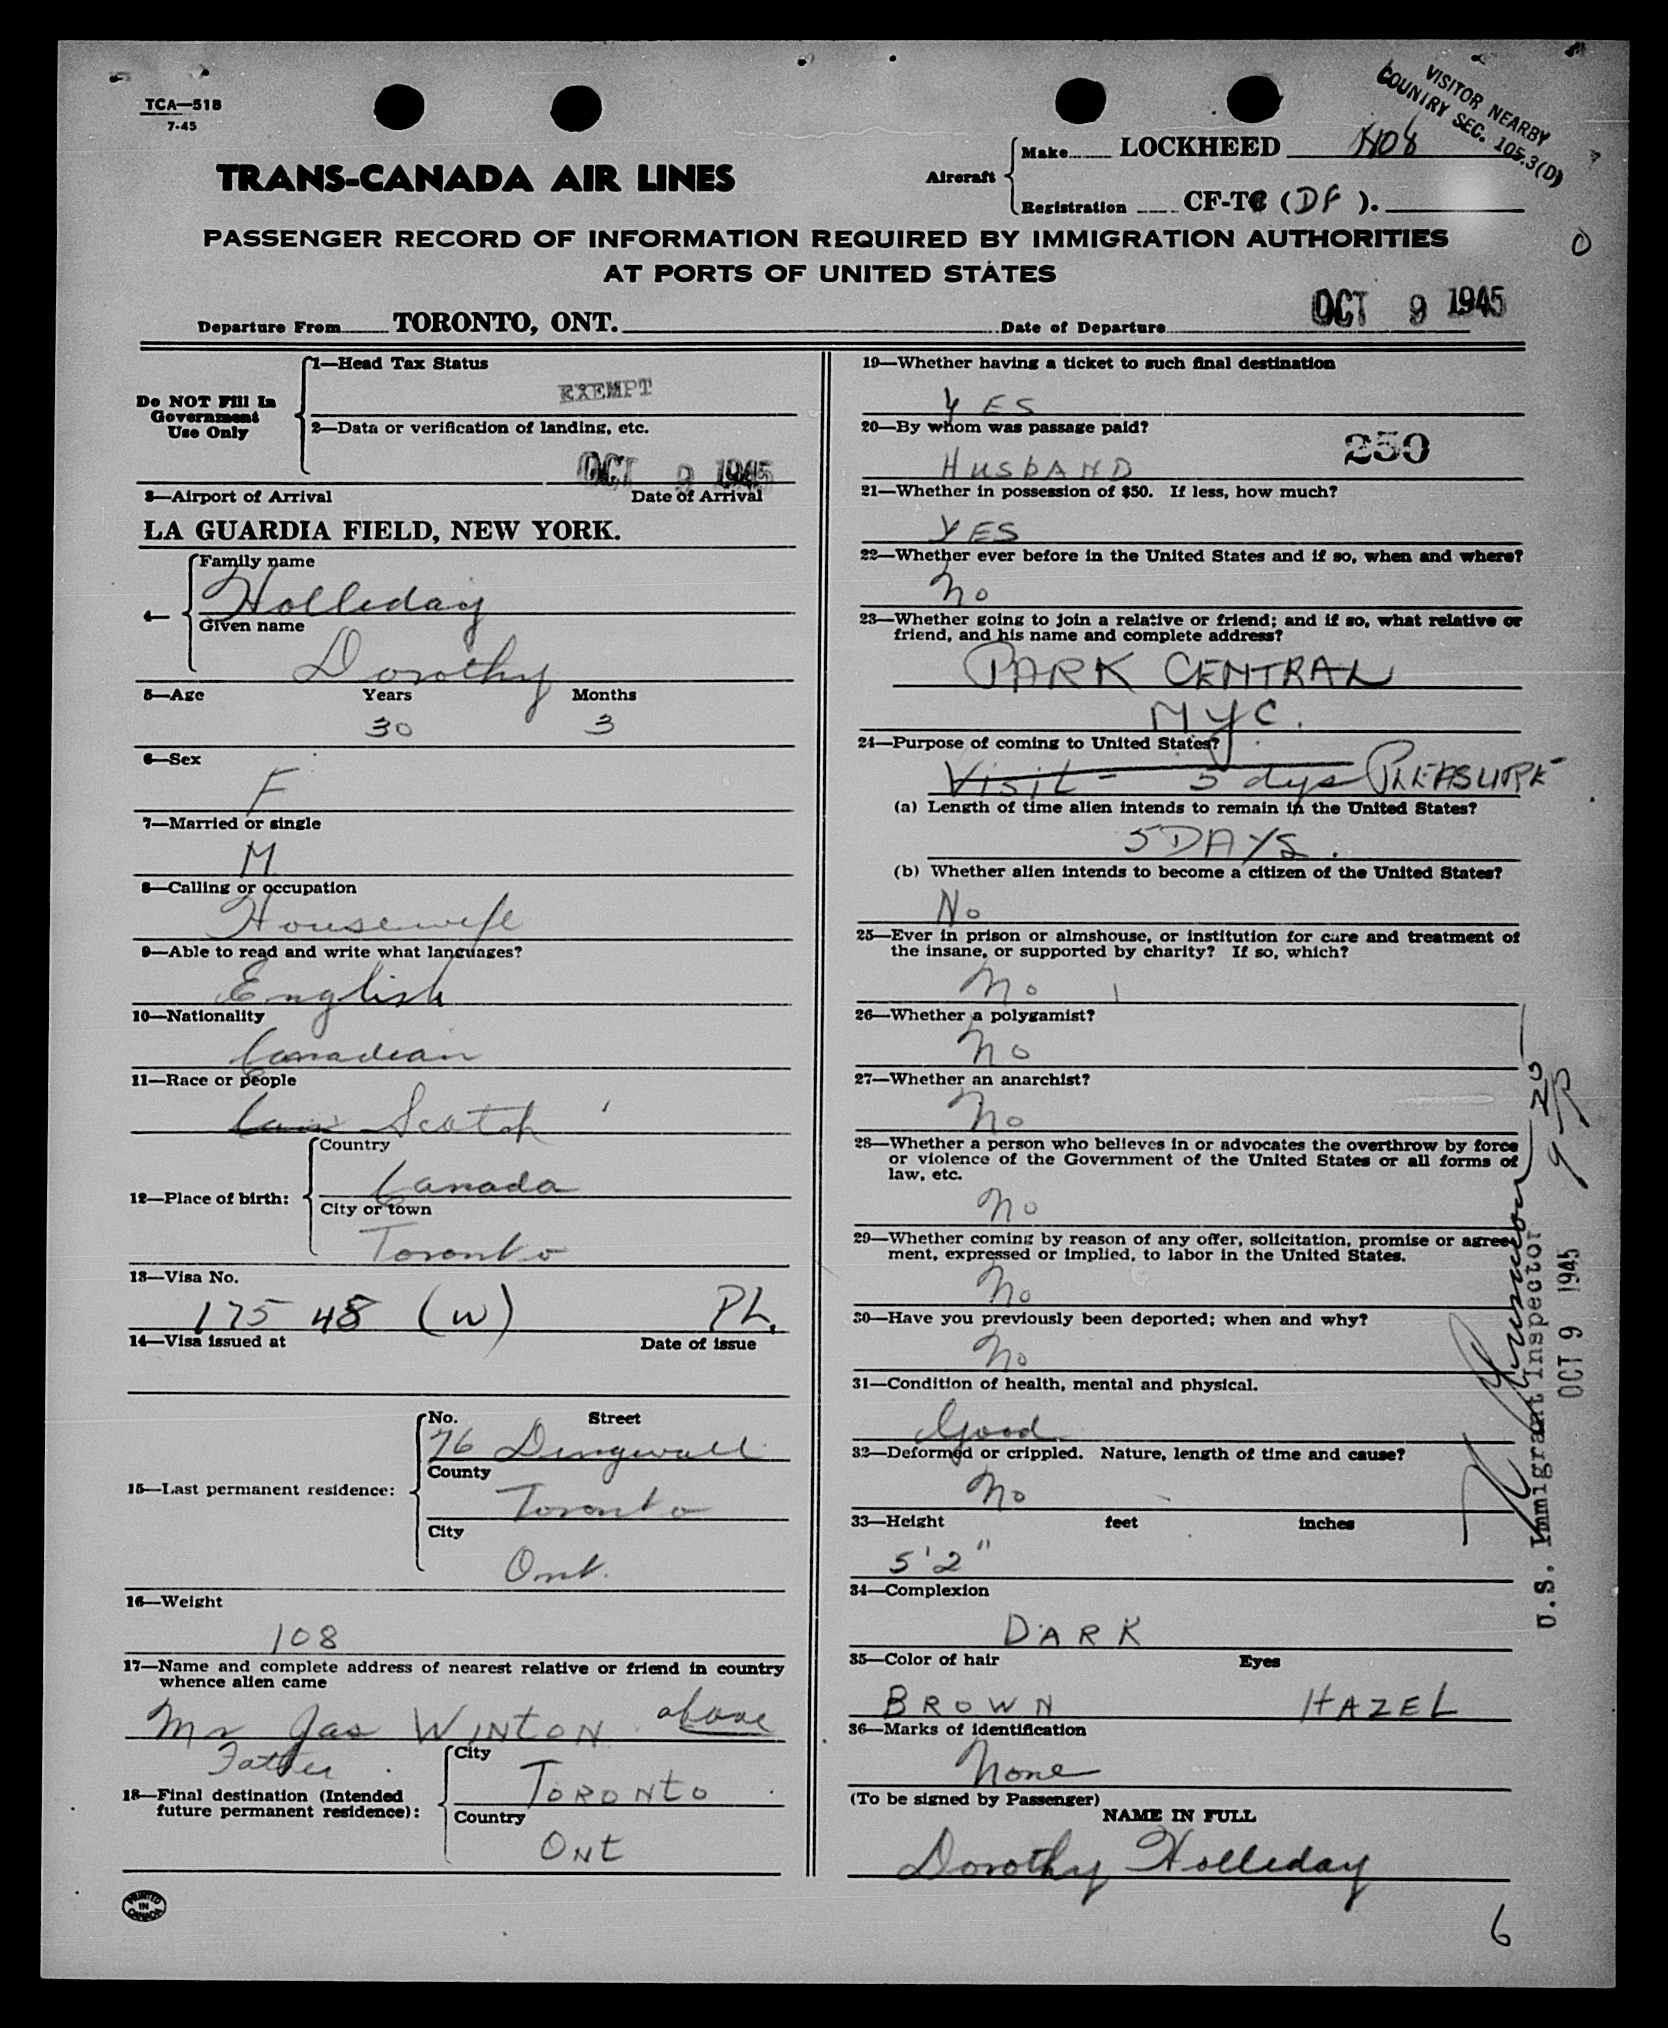 TCA—518
7-45
VISITOR NEARBY
COUNTRY SEC. 105.3(D)
TRANS-CANADA AIR LINES
Aircraft
Make LOCKHEED
Registration CF-TC (DF).
PASSENGER RECORD OF INFORMATION REQUIRED BY IMMIGRATION AUTHORITIES
AT PORTS OF UNITED STATES
Departure From TORONTO, ONT. Date of Departure OCT 9 1945
Do NOT Fill In
Government
Use Only
1—Head Tax Status
EXEMPT
2—Data or verification of landing, etc.
OCT 9 1945
3—Airport of Arrival Date of Arrival
LA GUARDIA FIELD, NEW YORK.
4—
Family name
Holleday
Given name
Dorothy
5—Age Years Months
30 3
6—Sex
F
7—Married or single
M
8—Calling or occupation
Housewife
9—Able to read and write what languages?
English
10—Nationality
Canadian
11—Race or people
Scotch
12—Place of birth:
Country
Canada
City or town
Toronto
13—Visa No.
175 48 (W) PL.
14—Visa issued at Date of issue
15—Last permanent residence:
No. Street
76 Dingwall
County
Toronto
City
Ont.
16—Weight
108
17—Name and complete address of nearest relative or friend in country
whence alien came
Mr Jas WINTON above
Father
18—Final destination (Intended
future permanent residence):
City
TORONTO
Country
ONT
PRINTED
IN
CANADA
19—Whether having a ticket to such final destination
YES
20—By whom was passage paid?
250
HUSBAND
21—Whether in possession of $50. If less, how much?
YES
22—Whether ever before in the United States and if so, when and where?
no
23—Whether going to join a relative or friend; and if so, what relative or
friend, and his name and complete address?
PARK CENTRAL
NYC.
24—Purpose of coming to United States?
Visit - 5 dys PLEASURE
(a) Length of time alien intends to remain in the United States?
5 DAYS.
(b) Whether alien intends to become a citizen of the United States?
No
25—Ever in prison or almshouse, or institution for care and treatment of
the insane, or supported by charity? If so, which?
No
26—Whether a polygamist?
No
27—Whether an anarchist?
No
28—Whether a person who believes in or advocates the overthrow by force
or violence of the Government of the United States or all forms of
law, etc.
No
29—Whether coming by reason of any offer, solicitation, promise or agree-
ment, expressed or implied, to labor in the United States.
No
30—Have you previously been deported; when and why?
No
31—Condition of health, mental and physical.
Good
32—Deformed or crippled. Nature, length of time and cause?
No
33—Height feet inches
5'2"
34—Complexion
DARK
35—Color of hair Eyes
BROWN HAZEL
36—Marks of identification
None
(To be signed by Passenger)
NAME IN FULL
Dorothy Holleday
6
U.S. Immigrant Inspector
OCT 9 1945